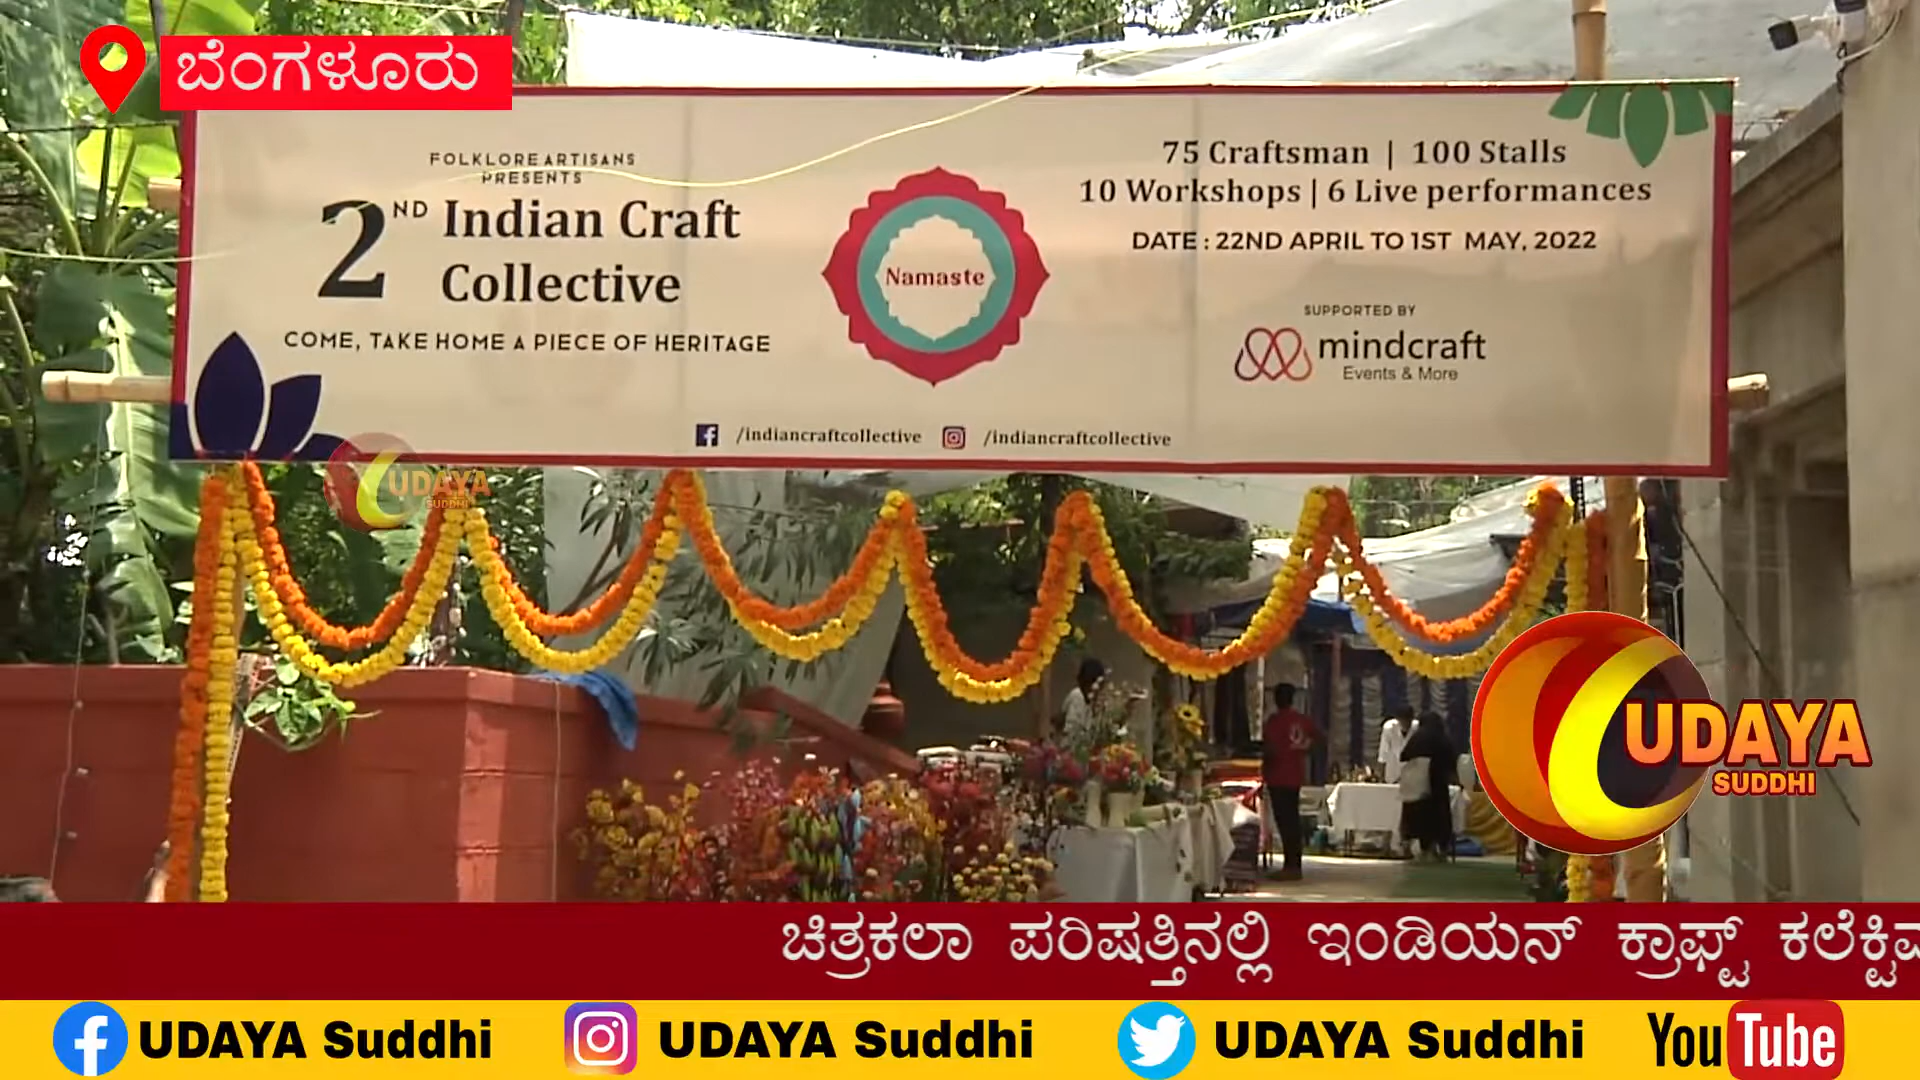 ಬೆಂಗಳೂರು
FOLKLORE ARTISANS
PRESENTS
2ND Indian Craft
Collective
COME, TAKE HOME A PIECE OF HERITAGE
Namaste
75 Craftsman | 100 Stalls
10 Workshops | 6 Live performances
DATE : 22ND APRIL TO 1ST MAY, 2022
SUPPORTED BY
mindcraft
Events & More
/indiancraftcollective /indiancraftcollective
UDAYA
SUDDHI
UDAYA
SUDDHI
ಚಿತ್ರಕಲಾ ಪರಿಷತ್ತಿನಲ್ಲಿ ಇಂಡಿಯನ್ ಕ್ರಾಫ್ಟ್ ಕಲೆಕ್ಟಿವ
UDAYA Suddhi UDAYA Suddhi UDAYA Suddhi YouTube